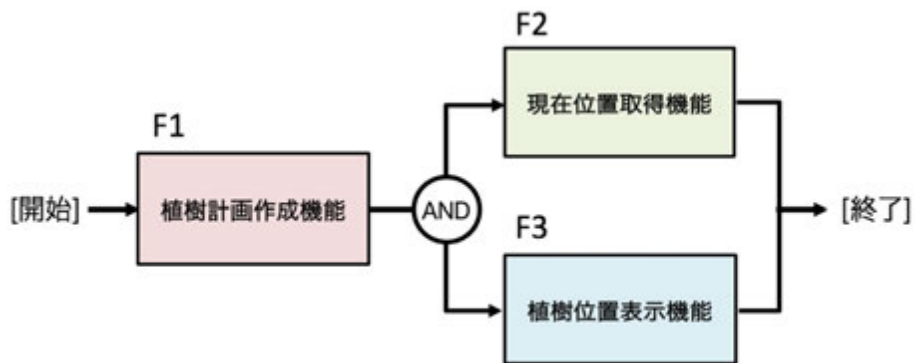 [開始]
F1
植樹計画作成機能
AND
F2
現在位置取得機能
F3
植樹位置表示機能
[終了]